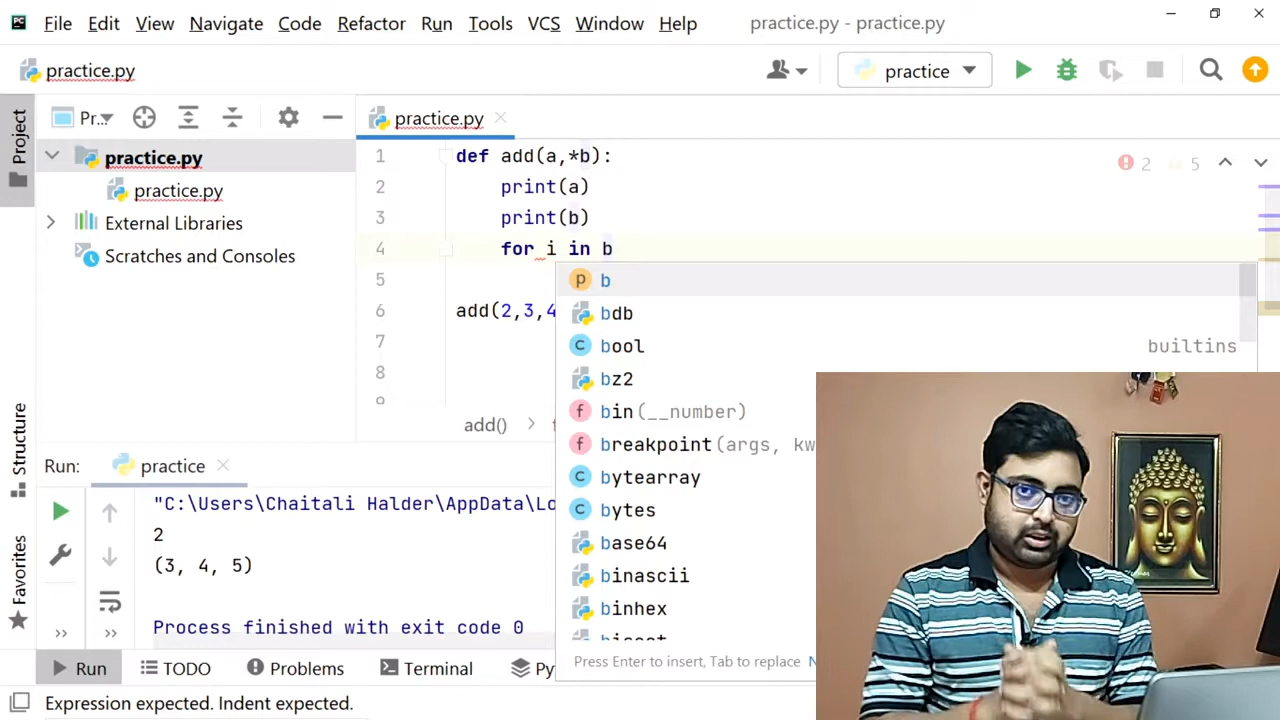 File Edit View Navigate Code Refactor Run Tools VCS Window Help practice.py - practice.py
practice.py practice
Project
Pr...
practice.py
1 def add(a,*b):
2 5
practice.py
2 print(a)
practice.py
3 print(b)
External Libraries
4 for i in b
Scratches and Consoles
5
6 add(2,3,4
7
8
9
b
bdb
bool builtins
bz2
bin(__number)
breakpoint(args, kw
bytearray
bytes
base64
binascii
binhex
Press Enter to insert, Tab to replace
add()
Structure
Favorites
Run: practice
"C:\Users\Chaitali Halder\AppData\Lo
2
(3, 4, 5)
Process finished with exit code 0
Run TODO Problems Terminal Py
Expression expected. Indent expected.